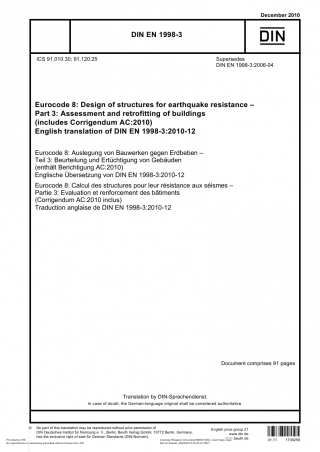 December 2010
DIN EN 1998-3
DIN
ICS 91.010.30; 91.120.25
Supersedes
DIN EN 1998-3:2006-04
Eurocode 8: Design of structures for earthquake resistance –
Part 3: Assessment and retrofitting of buildings
(includes Corrigendum AC:2010)
English translation of DIN EN 1998-3:2010-12
Eurocode 8: Auslegung von Bauwerken gegen Erdbeben –
Teil 3: Beurteilung und Ertüchtigung von Gebäuden
(enthält Berichtigung AC:2010)
Englische Übersetzung von DIN EN 1998-3:2010-12
Eurocode 8: Calcul des structures pour leur résistance aux séismes –
Partie 3: Evaluation et renforcement des bâtiments
(Corrigendum AC:2010 inclus)
Traduction anglaise de DIN EN 1998-3:2010-12
Document comprises 91 pages
Translation by DIN-Sprachendienst.
In case of doubt, the German-language original shall be considered authoritative.
No part of this translation may be reproduced without prior permission of
DIN Deutsches Institut für Normung e. V., Berlin. Beuth Verlag GmbH, 10772 Berlin, Germany,
has the exclusive right of sale for German Standards (DIN-Normen).
English price group 27
www.din.de
beuth.de